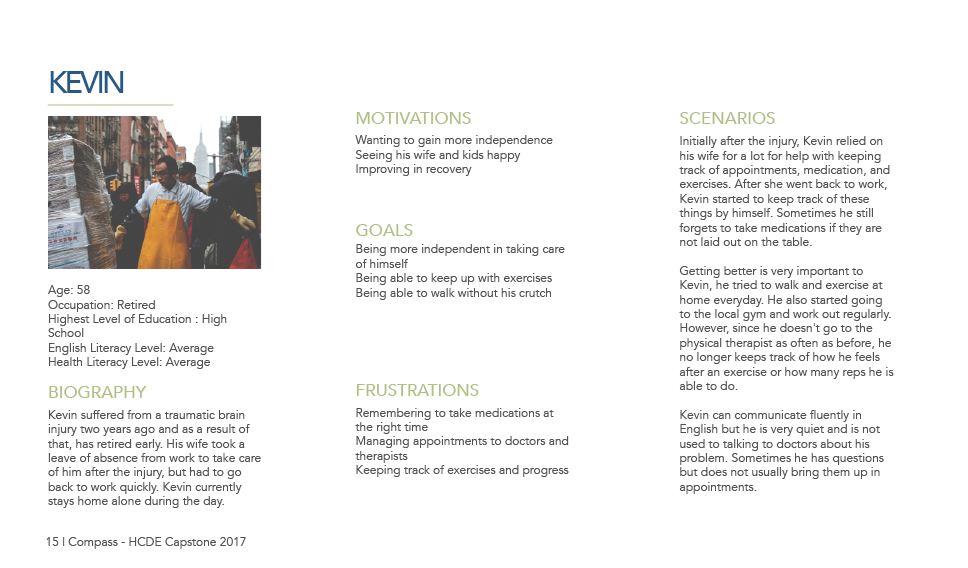 KEVIN
Age: 58
Occupation: Retired
Highest Level of Education : High
School
English Literacy Level: Average
Health Literacy Level: Average
BIOGRAPHY
Kevin suffered from a traumatic brain
injury two years ago and as a result of
that, has retired early. His wife took a
leave of absence from work to take care
of him after the injury, but had to go
back to work quickly. Kevin currently
stays home alone during the day.
MOTIVATIONS
Wanting to gain more independence
Seeing his wife and kids happy
Improving in recovery
GOALS
Being more independent in taking care
of himself
Being able to keep up with exercises
Being able to walk without his crutch
FRUSTRATIONS
Remembering to take medications at
the right time
Managing appointments to doctors and
therapists
Keeping track of exercises and progress
SCENARIOS
Initially after the injury, Kevin relied on
his wife for a lot for help with keeping
track of appointments, medication, and
exercises. After she went back to work,
Kevin started to keep track of these
things by himself. Sometimes he still
forgets to take medications if they are
not laid out on the table.
Getting better is very important to
Kevin, he tried to walk and exercise at
home everyday. He also started going
to the local gym and work out regularly.
However, since he doesn't go to the
physical therapist as often as before, he
no longer keeps track of how he feels
after an exercise or how many reps he is
able to do.
Kevin can communicate fluently in
English but he is very quiet and is not
used to talking to doctors about his
problem. Sometimes he has questions
but does not usually bring them up in
appointments.
15 | Compass - HCDE Capstone 2017